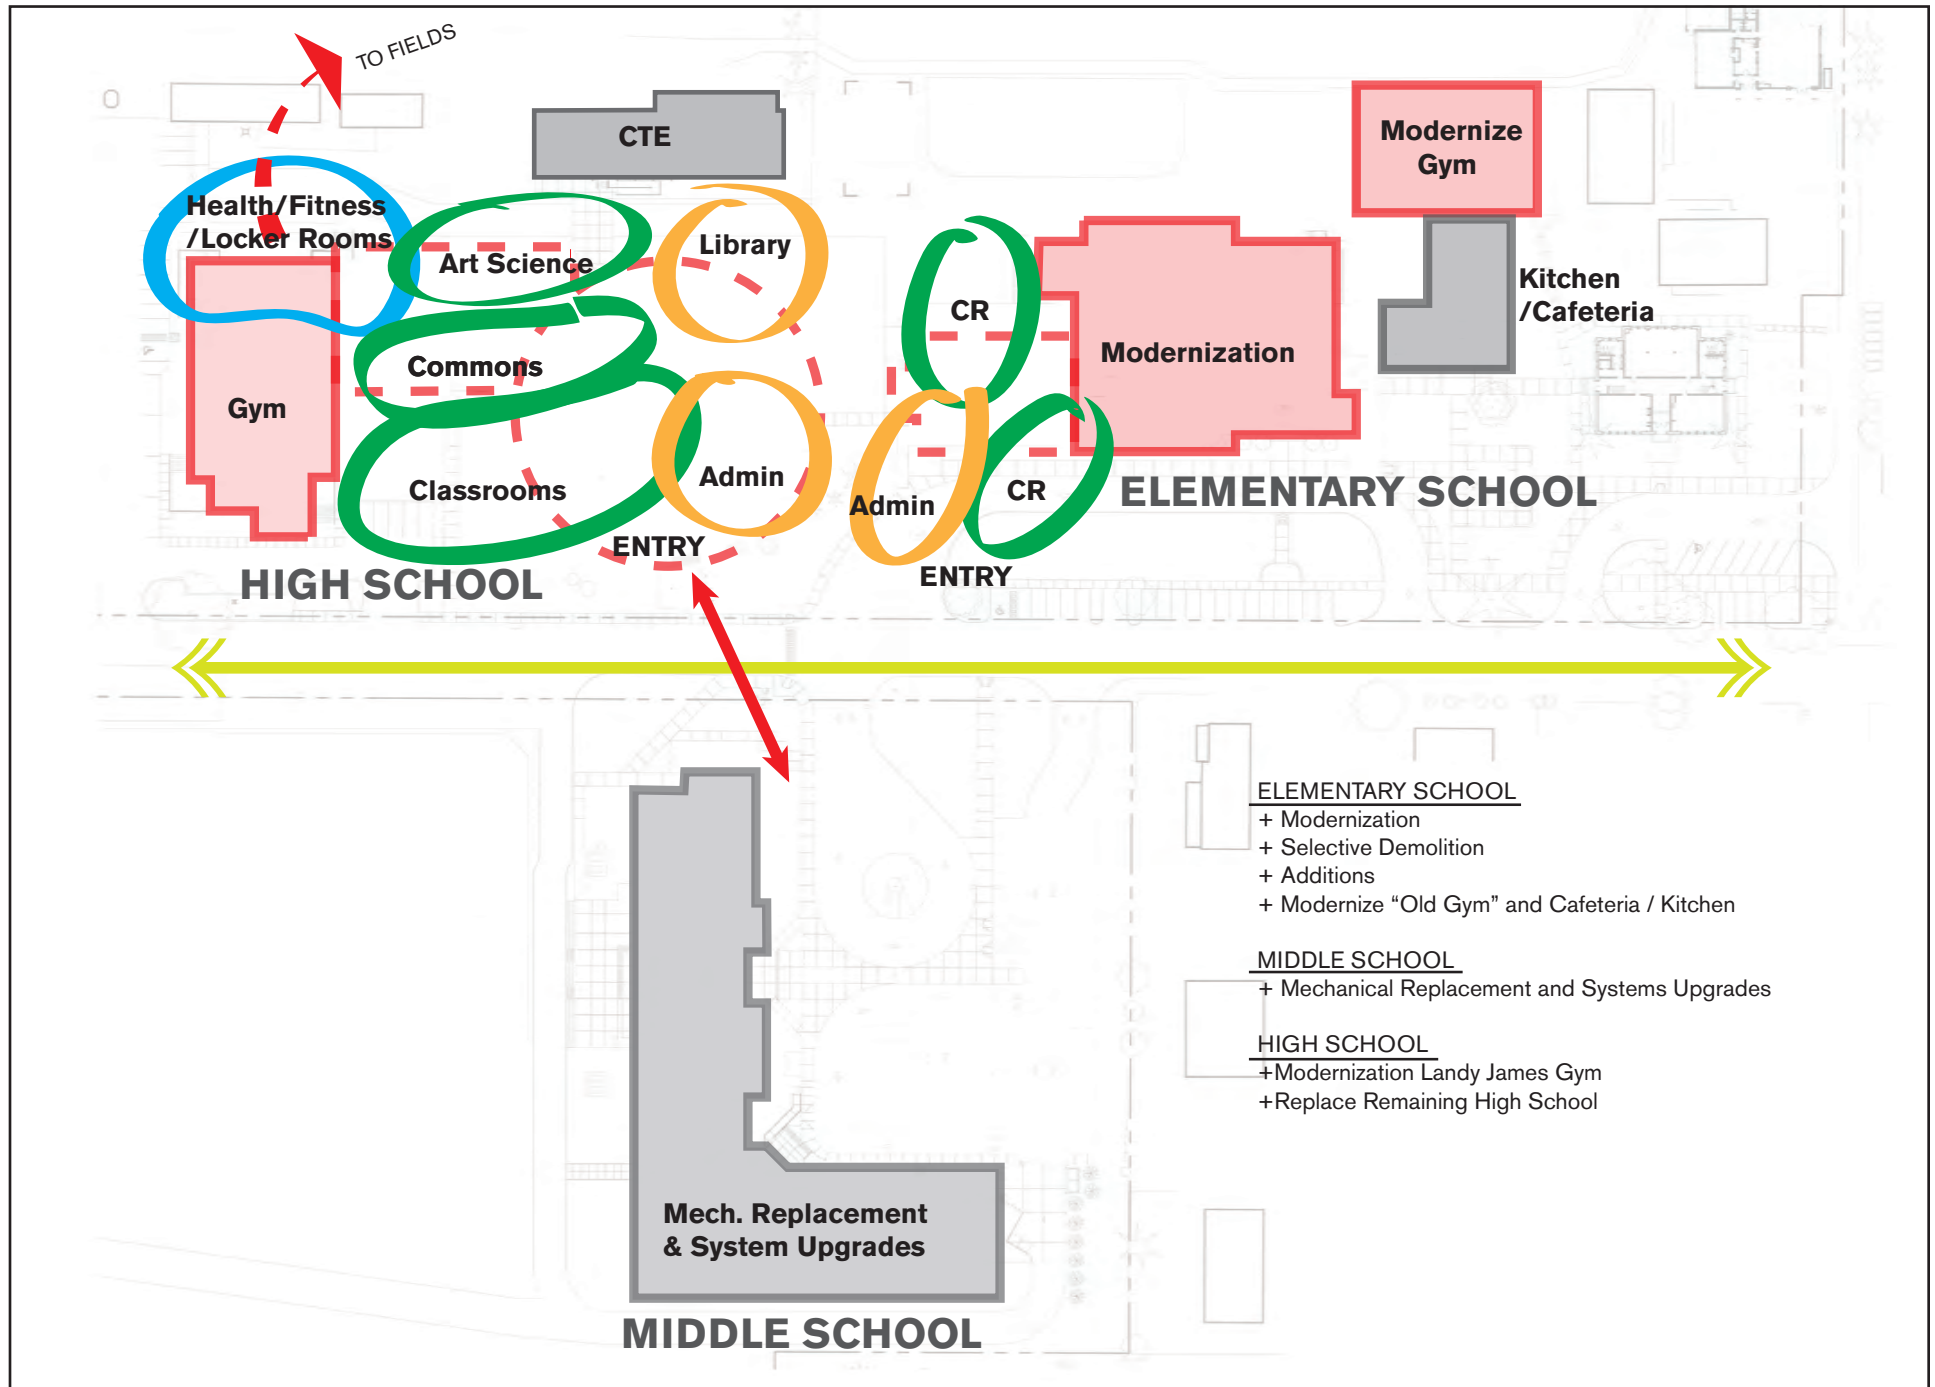 TO FIELDS
CTE
Modernize
Gym
Health/Fitness
/Locker Rooms
Art Science
Library
Kitchen
/Cafeteria
CR
Commons
Modernization
Gym
Classrooms
Admin
Admin
CR
ELEMENTARY SCHOOL
ENTRY
ENTRY
HIGH SCHOOL
ELEMENTARY SCHOOL
+ Modernization
+ Selective Demolition
+ Additions
+ Modernize “Old Gym” and Cafeteria / Kitchen
MIDDLE SCHOOL
+ Mechanical Replacement and Systems Upgrades
HIGH SCHOOL
+Modernization Landy James Gym
+Replace Remaining High School
Mech. Replacement
& System Upgrades
MIDDLE SCHOOL